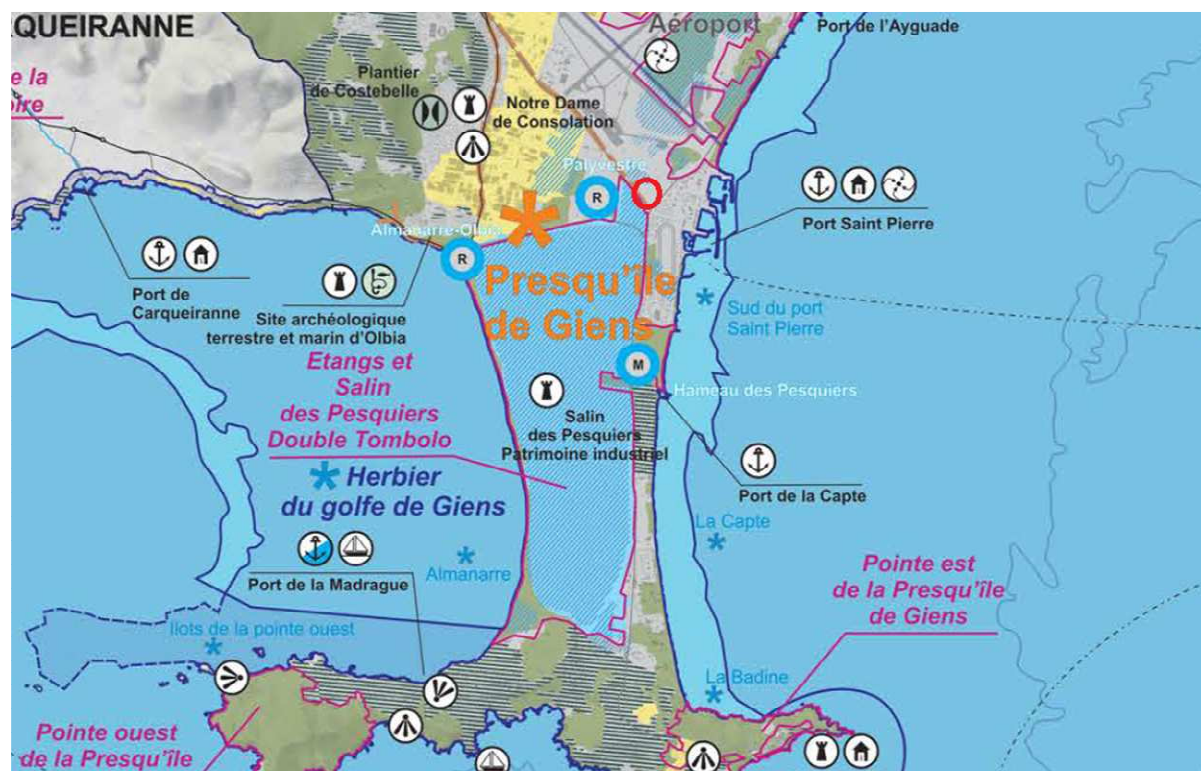 QUEIRANNE
Aéroport
Port de l'Ayguade
e la
oire
Plantier
de Costebelle
Notre Dame
de Consolation
Palyvestre
R
Port Saint Pierre
Almanarre-Olbia
R
Presqu'île
de Giens
Port de
Carqueiranne
Site archéologique
terrestre et marin d'Olbia
Sud du port
Saint Pierre
Etangs et
Salin
des Pesquiers
Double Tombolo
M
Hameau des Pesquiers
Salin
des Pesquiers
Patrimoine industriel
Herbier
du golfe de Giens
Port de la Capte
La Capte
Almanarre
Port de la Madrague
Pointe est
de la Presqu'île
de Giens
Ilots de la pointe ouest
La Badine
Pointe ouest
de la Presqu'île